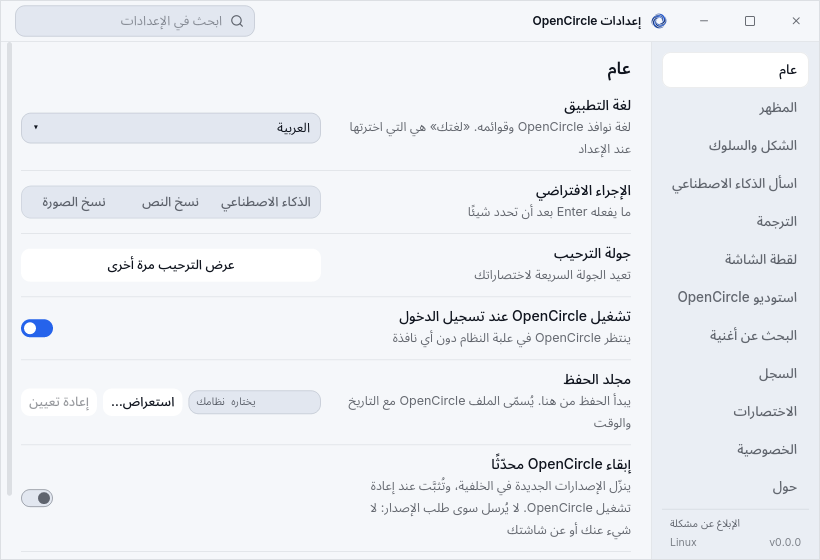 إعدادات OpenCircle
ابحث في الإعدادات
عام
المظهر
الشكل والسلوك
اسأل الذكاء الاصطناعي
الترجمة
لقطة الشاشة
استوديو OpenCircle
البحث عن أغنية
السجل
الاختصارات
الخصوصية
حول
الإبلاغ عن مشكلة
v0.0.0
Linux
عام
لغة التطبيق
لغة نوافذ OpenCircle وقوائمه. «لغتك» هي التي اخترتها
عند الإعداد
العربية
الإجراء الافتراضي
ما يفعله Enter بعد أن تحدد شيئًا
الذكاء الاصطناعي
نسخ النص
نسخ الصورة
جولة الترحيب
تعيد الجولة السريعة لاختصاراتك
عرض الترحيب مرة أخرى
تشغيل OpenCircle عند تسجيل الدخول
ينتظر OpenCircle في علبة النظام دون أي نافذة
مجلد الحفظ
يبدأ الحفظ من هنا. يُسمّى الملف OpenCircle مع التاريخ
والوقت
يختاره نظامك
استعراض...
إعادة تعيين
إبقاء OpenCircle محدّثًا
ينزّل الإصدارات الجديدة في الخلفية، وتُثبَّت عند إعادة
تشغيل OpenCircle. لا يُرسل سوى طلب الإصدار: لا
شيء عنك أو عن شاشتك